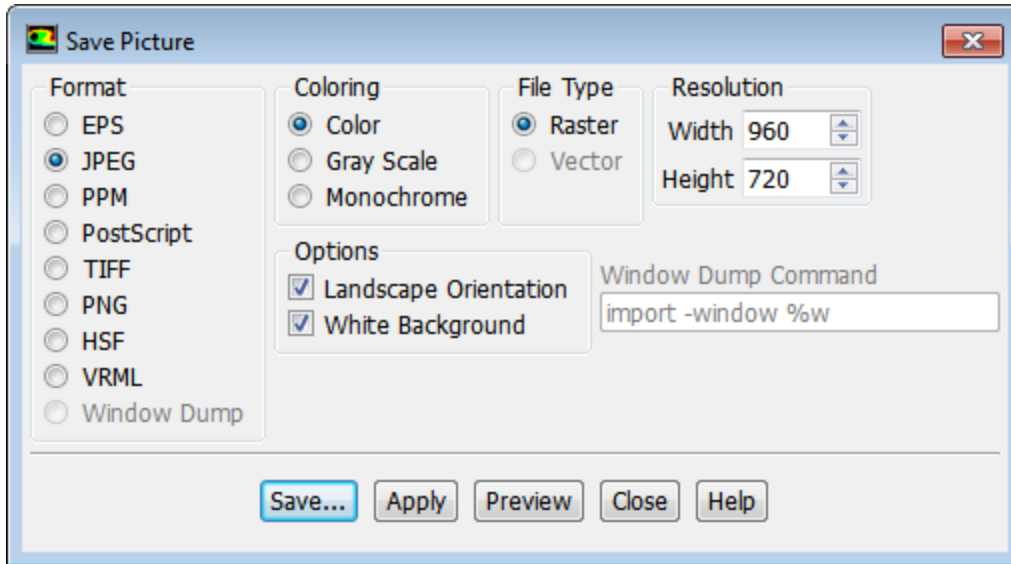 Save Picture
Format
EPS
JPEG
PPM
PostScript
TIFF
PNG
HSF
VRML
Window Dump
Coloring
Color
Gray Scale
Monochrome
File Type
Raster
Vector
Resolution
Width 960
Height 720
Options
Landscape Orientation
White Background
Window Dump Command
import -window %w
Save... Apply Preview Close Help